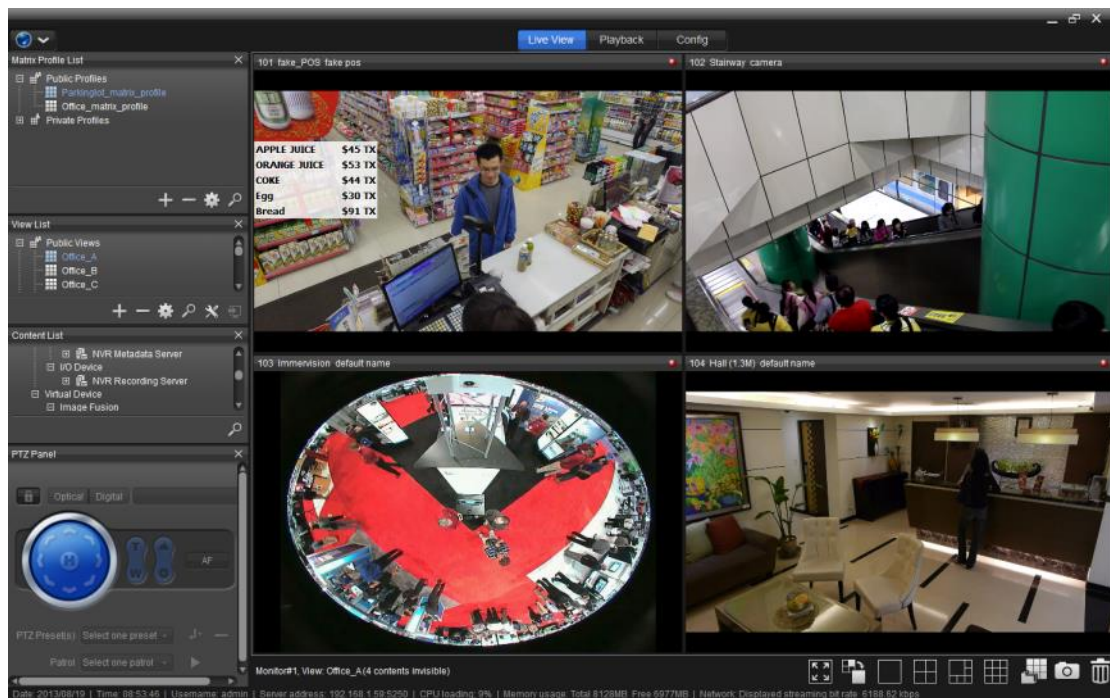 Live View
Playback
Config
Matrix Profile List
Public Profiles
Parkinglot_matrix_profile
Office_matrix_profile
Private Profiles
View List
Public Views
Office_A
Office_B
Office_C
Content List
NVR Metadata Server
I/O Device
NVR Recording Server
Virtual Device
Image Fusion
PTZ Panel
Optical
Digital
H
T
W
A
AF
PTZ Preset(s)
Select one preset
Patrol
Select one patrol
101 fake_POS fake pos
APPLE JUICE $45 TX
ORANGE JUICE $53 TX
COKE $44 TX
Egg $30 TX
Bread $91 TX
102 Stairway camera
103 Immervision default name
104 Hall (1.3M) default name
Monitor#1, View: Office_A(4 contents invisible)
Date: 2013/08/19 | Time: 08:53:46 | Username: admin | Server address: 192.168.1.59:5250 | CPU loading: 9% | Memory usage: Total 8128MB, Free 6977MB | Network: Displayed streaming bit rate 6188.62 kbps